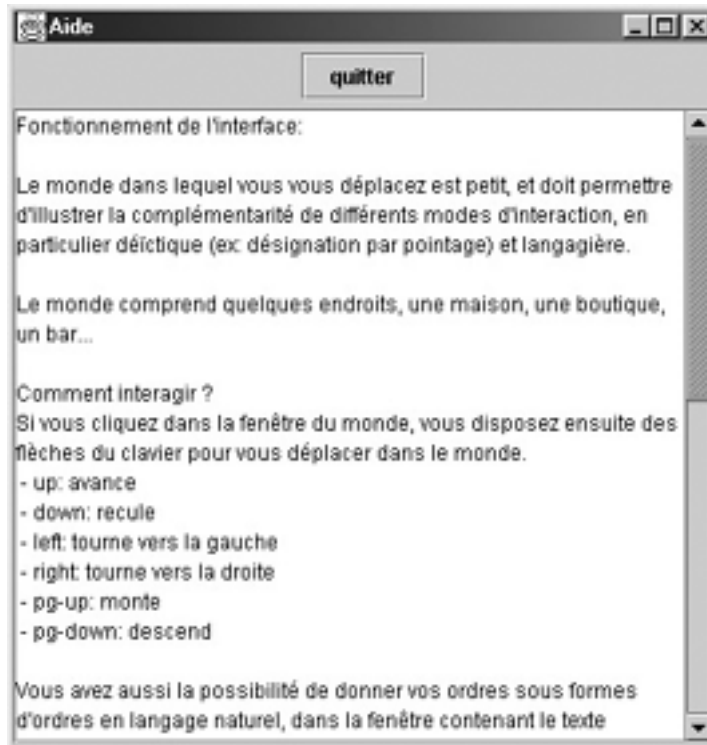 Aide
quitter
Fonctionnement de l'interface:
Le monde dans lequel vous vous déplacez est petit, et doit permettre
d'illustrer la complémentarité de différents modes d'interaction, en
particulier déïctique (ex: désignation par pointage) et langagière.
Le monde comprend quelques endroits, une maison, une boutique,
un bar...
Comment interagir ?
Si vous cliquez dans la fenêtre du monde, vous disposez ensuite des
flèches du clavier pour vous déplacer dans le monde.
- up: avance
- down: recule
- left: tourne vers la gauche
- right: tourne vers la droite
- pg-up: monte
- pg-down: descend
Vous avez aussi la possibilité de donner vos ordres sous formes
d'ordres en langage naturel, dans la fenêtre contenant le texte